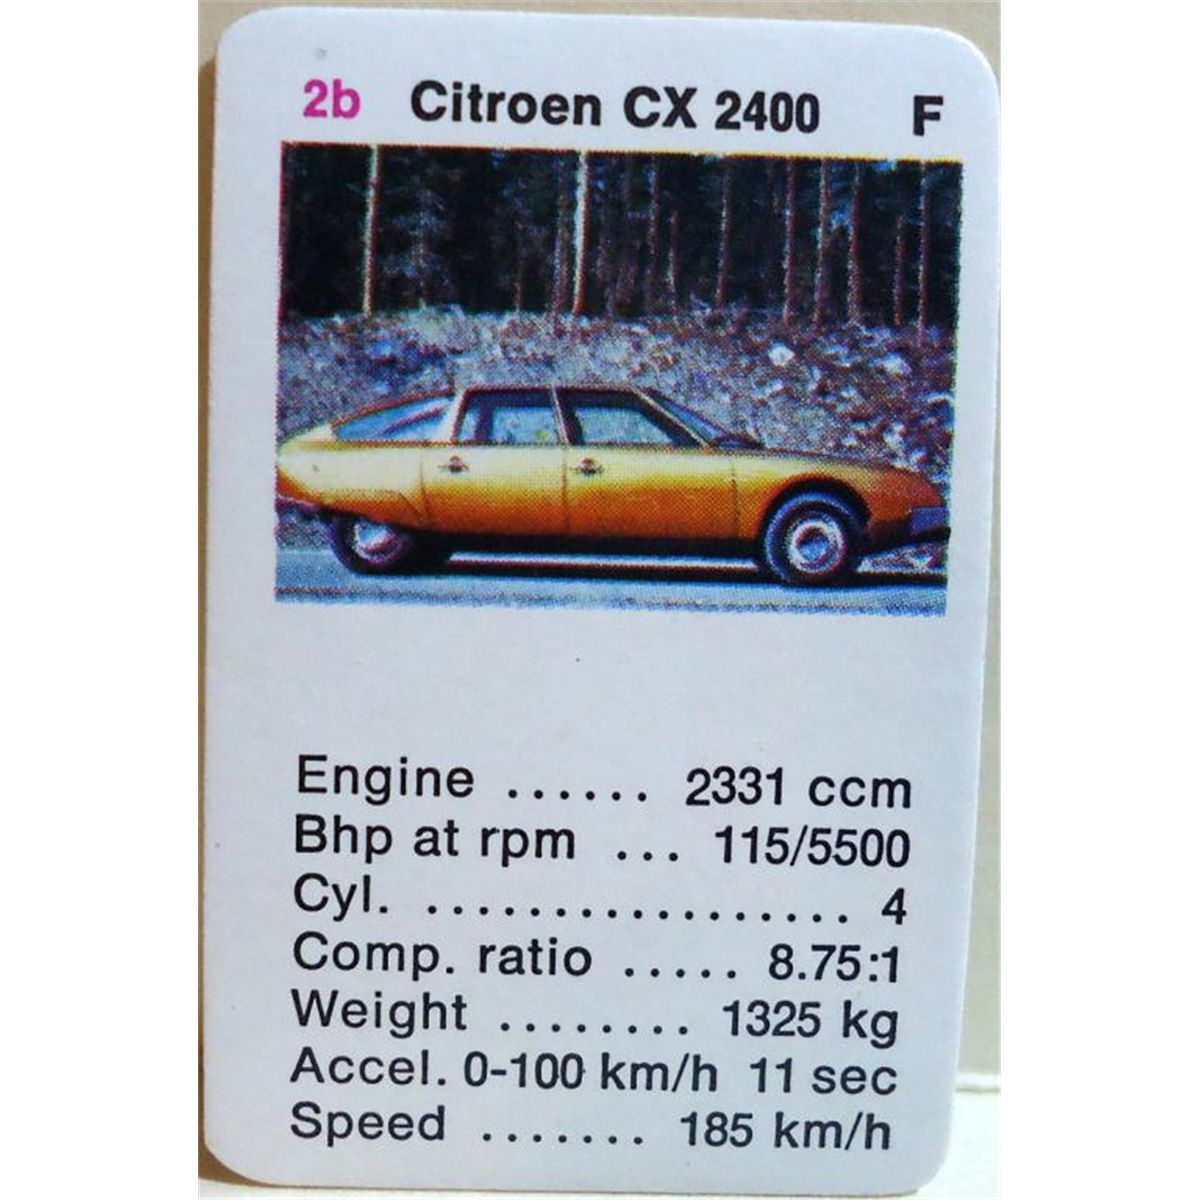 2b Citroen CX 2400 F
Engine ...... 2331 ccm
Bhp at rpm ... 115/5500
Cyl. .................. 4
Comp. ratio ..... 8.75:1
Weight ........ 1325 kg
Accel. 0-100 km/h 11 sec
Speed ....... 185 km/h